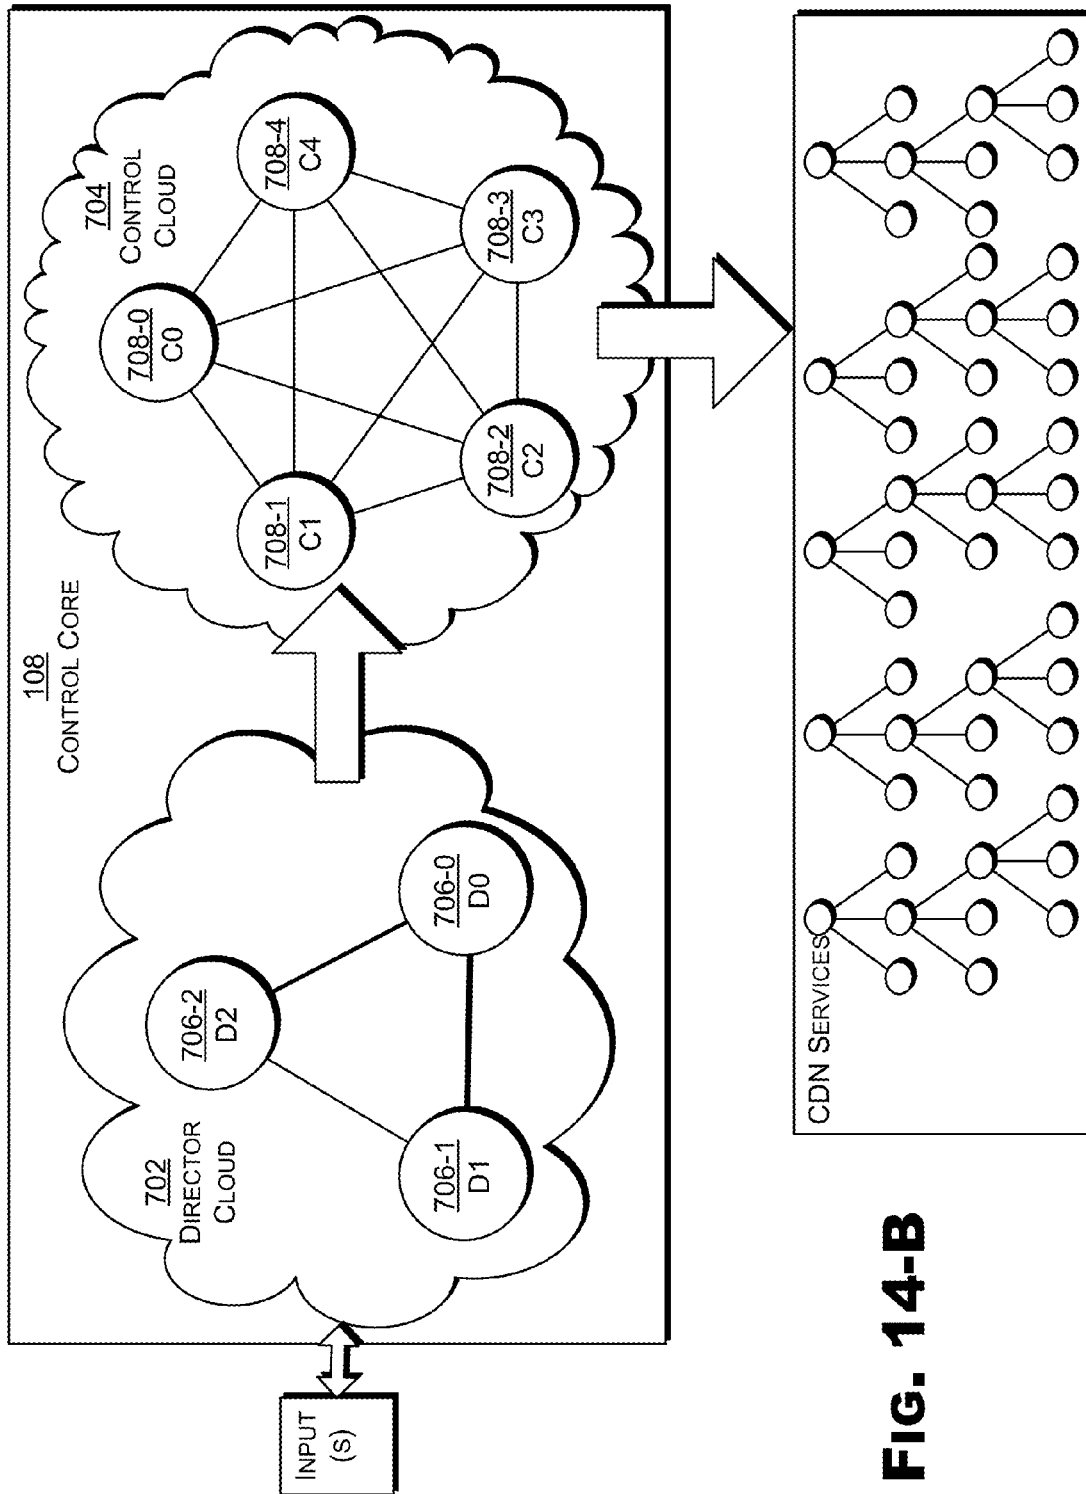 108
CONTROL CORE
702
DIRECTOR
CLOUD
706-2
D2
706-1
D1
706-0
D0
704
CONTROL
CLOUD
708-0
C0
708-1
C1
708-4
C4
708-2
C2
708-3
C3
INPUT
(S)
CDN SERVICES
FIG. 14-B